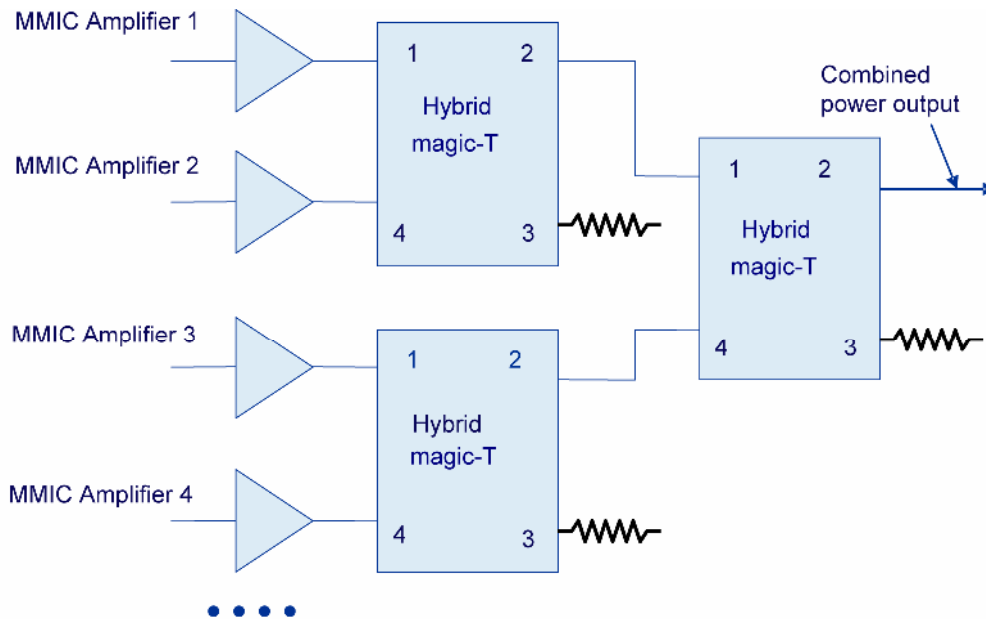 MMIC Amplifier 1
1 2
Hybrid
magic-T
4 3
MMIC Amplifier 2
Combined
power output
1 2
Hybrid
magic-T
4 3
MMIC Amplifier 3
1 2
Hybrid
magic-T
4 3
MMIC Amplifier 4